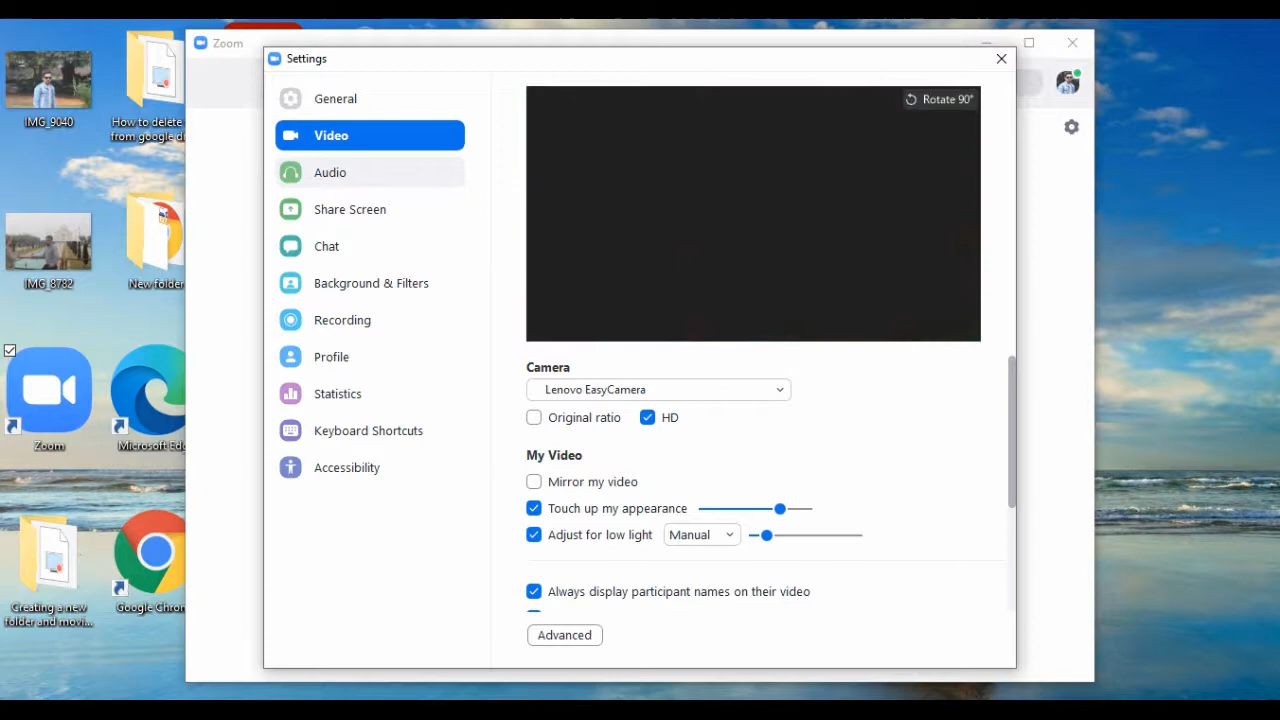 Zoom
Settings
General
Video
Audio
Share Screen
Chat
Background & Filters
Recording
Profile
Statistics
Keyboard Shortcuts
Accessibility
Rotate 90°
Camera
Lenovo EasyCamera
Original ratio
HD
My Video
Mirror my video
Touch up my appearance
Adjust for low light
Manual
Always display participant names on their video
Advanced
IMG_9040
How to delete
from google d
IMG_8782
New folder
Zoom
Microsoft Edg
Creating a new
folder and movi...
Google Chro